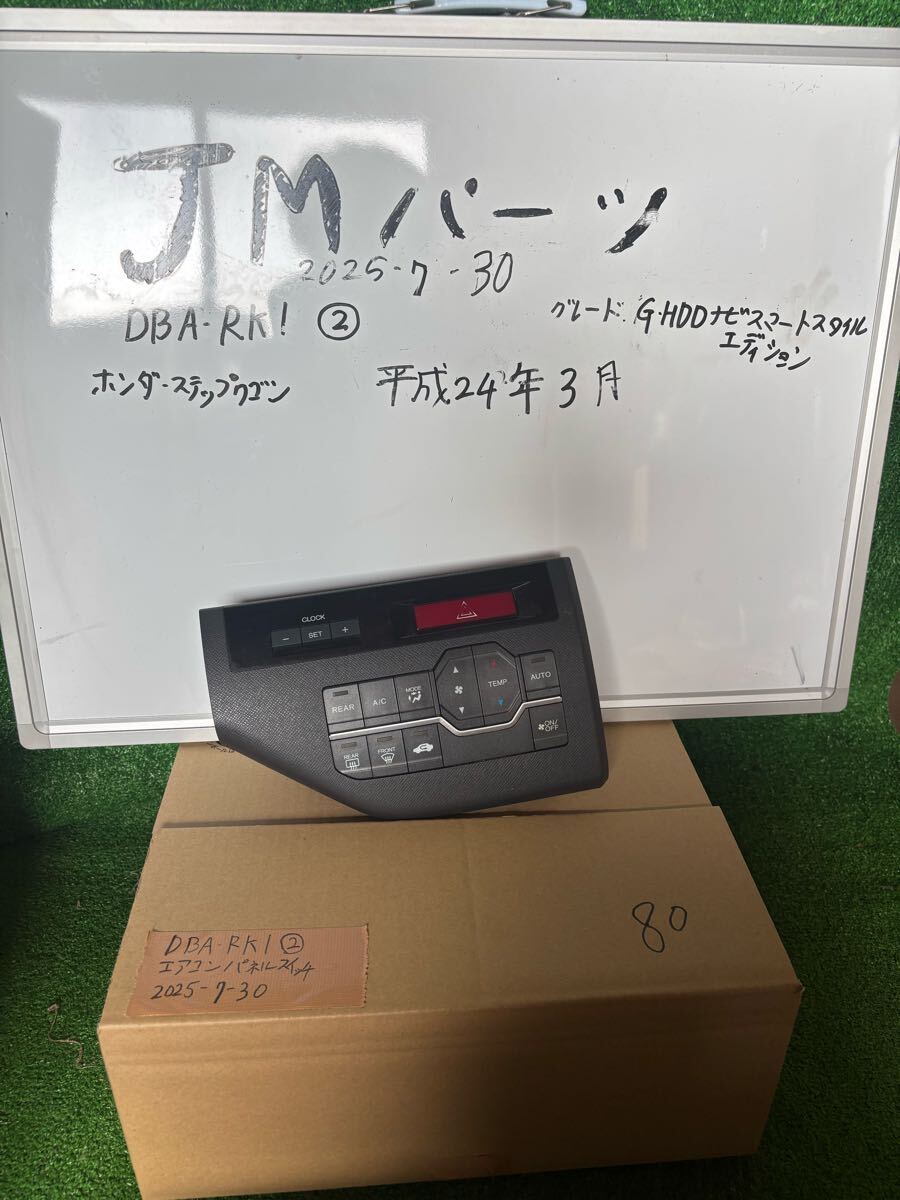 JMパーツ
2025-7-30
DBA-RK1 ②
グレード. G・HDDナビスマートスタイル
エディション
ホンダ・ステップワゴン
平成24年3月
CLOCK
− SET +
REAR A/C MODE TEMP AUTO
REAR FRONT ON/OFF
DBA-RK1 ②
エアコンパネルスイッチ
2025-7-30
80